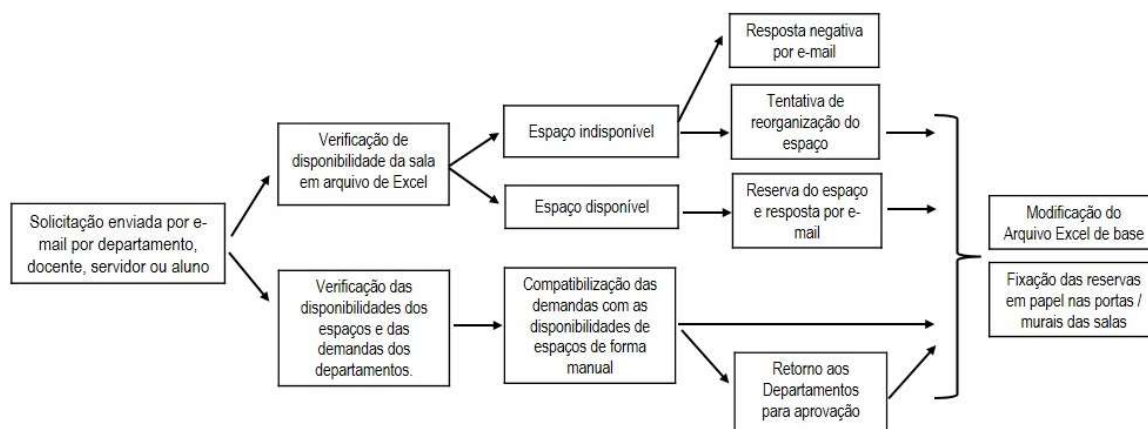 Solicitação enviada por e-
mail por departamento,
docente, servidor ou aluno
Verificação de
disponibilidade da sala
em arquivo de Excel
Verificação das
disponibilidades dos
espaços e das
demandas dos
departamentos.
Espaço indisponível
Espaço disponível
Compatibilização das
demandas com as
disponibilidades de
espaços de forma
manual
Resposta negativa
por e-mail
Tentativa de
reorganização do
espaço
Reserva do espaço
e resposta por e-
mail
Retorno aos
Departamentos
para aprovação
Modificação do
Arquivo Excel de base
Fixação das reservas
em papel nas portas /
murais das salas